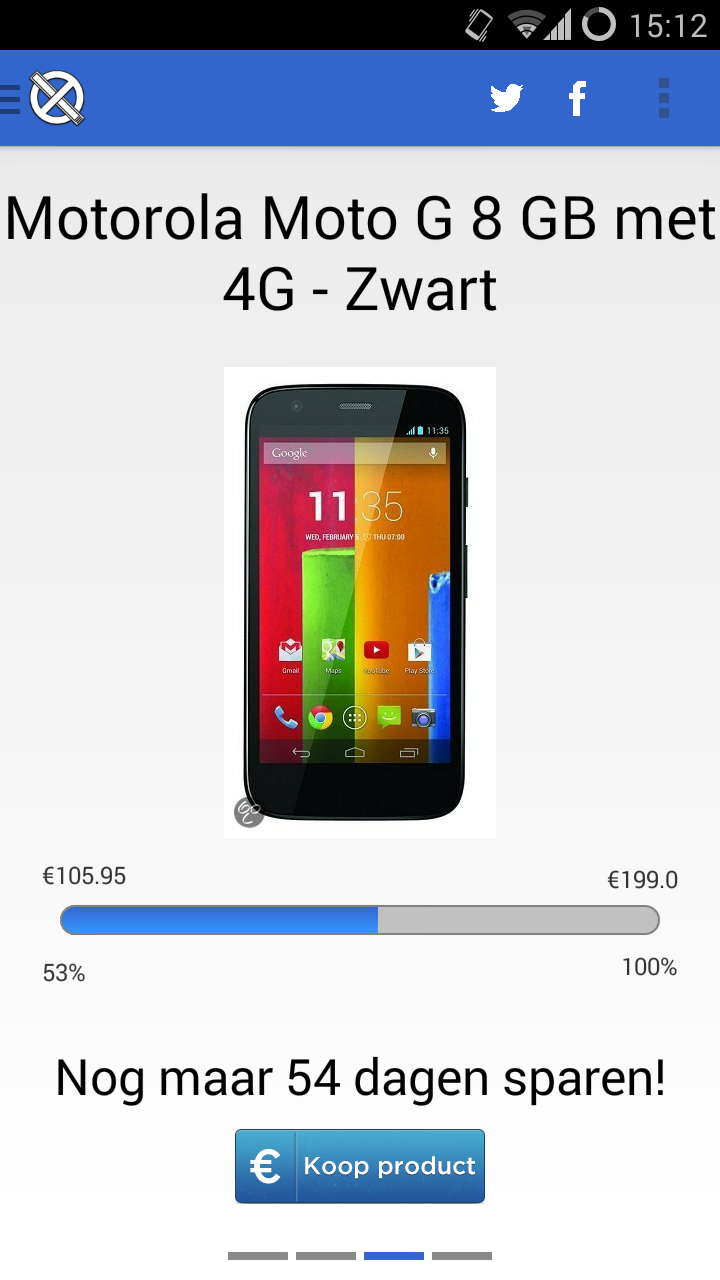 15:12
Motorola Moto G 8 GB met
4G - Zwart
11:35
Google
11:35
WED, FEBRUARY 5 THU 07:00
Gmail Maps YouTube Play Store
€105.95
€199.0
53%
100%
Nog maar 54 dagen sparen!
€ Koop product